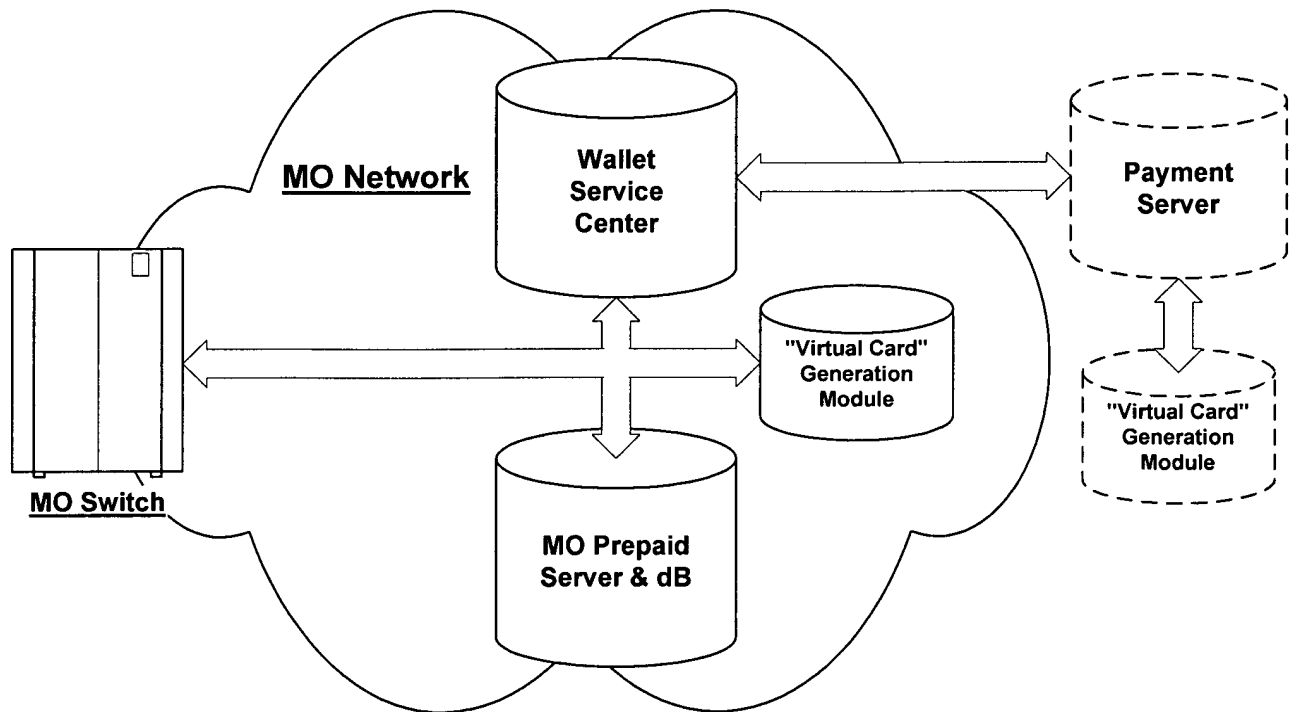 MO Network
Wallet
Service
Center
Payment
Server
"Virtual Card"
Generation
Module
"Virtual Card"
Generation
Module
MO Switch
MO Prepaid
Server & dB